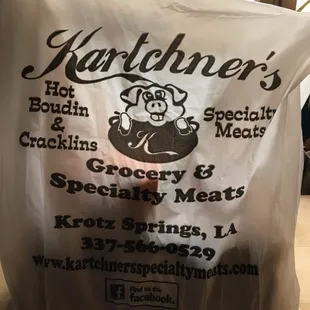 Kartchner's
Hot
Boudin
&
Cracklins
Specialty
Meats
K
Grocery &
Specialty Meats
Krotz Springs, LA
337-566-0529
www.kartchnersspecialtymeats.com
f
Find us on
facebook.